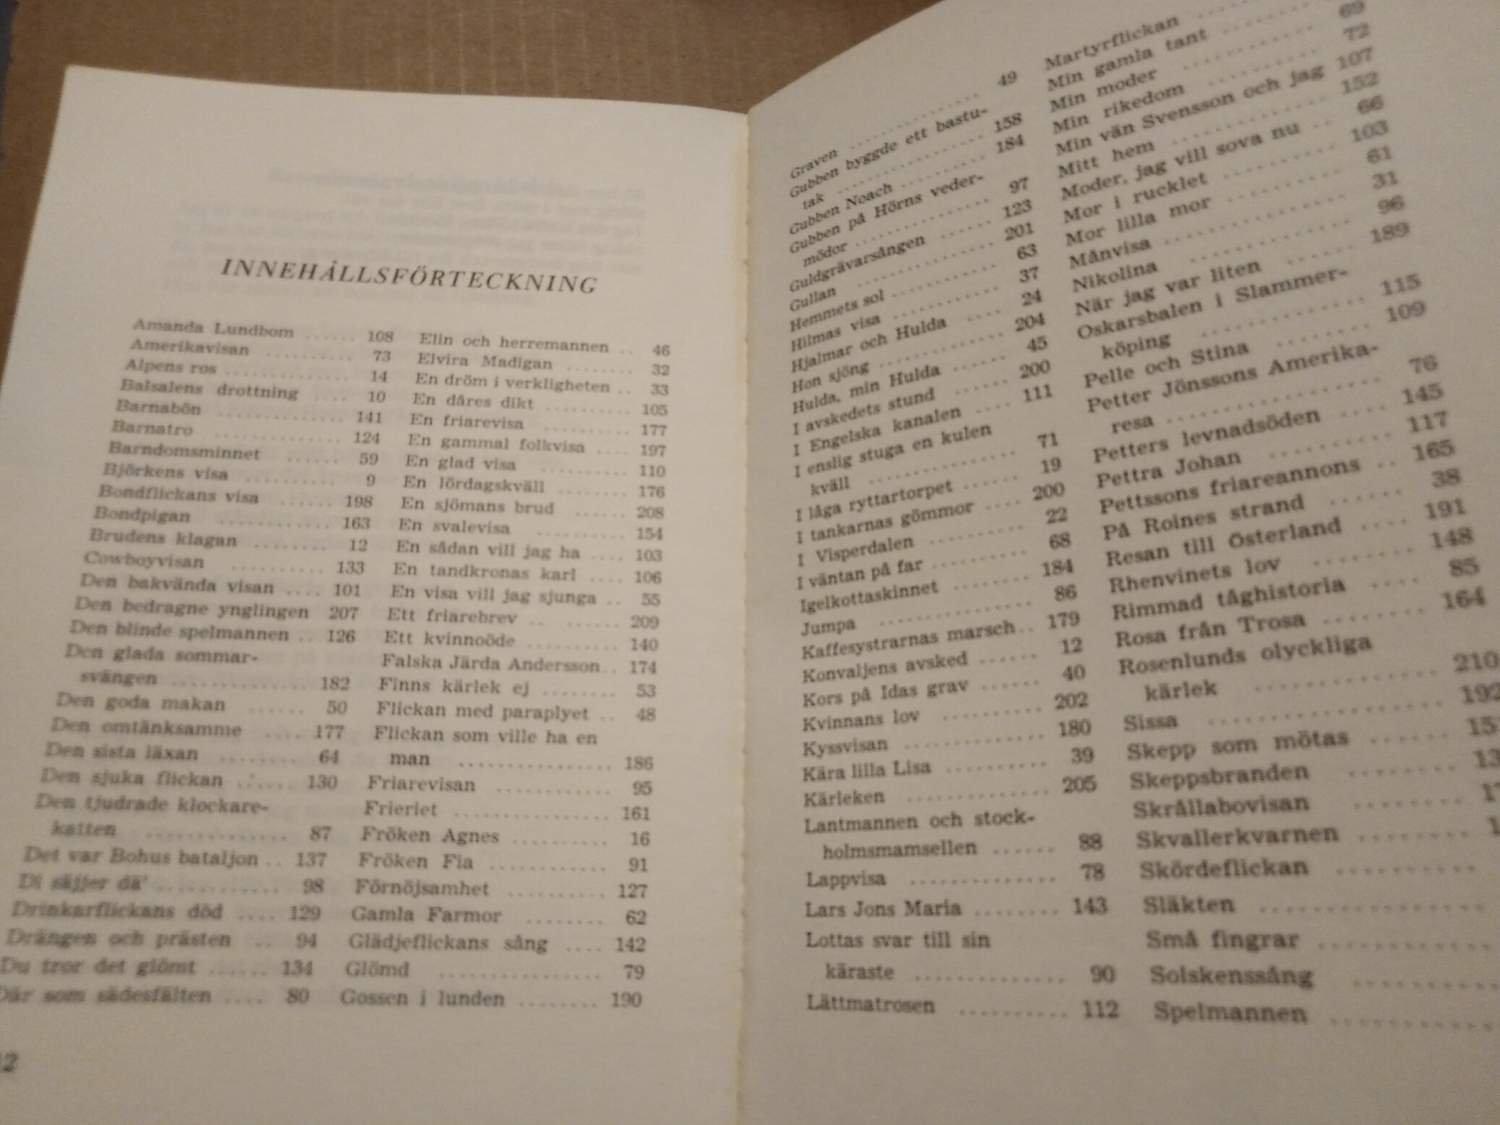 INNEHÅLLSFÖRTECKNING
Amanda Lundbom ...... 108
Amerikavisan .......... 73
Alpens ros .............. 14
Balsalens drottning .... 10
Barnabön .............. 141
Barnatro .............. 124
Barndomsminnet ...... 59
Björkens visa .......... 9
Bondflickans visa ...... 198
Bondpigan ............ 163
Brudens klagan ........ 12
Cowboyvisan .......... 133
Den bakvända visan .... 101
Den bedragne ynglingen 207
Den blinde spelmannen .. 126
Den glada sommar-
svängen .............. 182
Den goda makan ...... 50
Den omtänksamme .... 177
Den sista läxan ........ 64
Den sjuka flickan ...... 130
Den tjudrade klockare-
katten .............. 87
Det var Bohus bataljon .. 137
Di säjjer dä' ............ 98
Drinkarflickans död .... 129
Drängen och prästen .. 94
Du tror det glömt ...... 134
Där som sädesfälten .... 80
Elin och herremannen .. 46
Elvira Madigan ........ 32
En dröm i verkligheten .. 33
En dåres dikt .......... 105
En friarevisa .......... 177
En gammal folkvisa .... 197
En glad visa .......... 110
En lördagskväll ........ 176
En sjömans brud ...... 208
En svalevisa .......... 154
En sådan vill jag ha .... 103
En tandkronas karl .... 106
En visa vill jag sjunga .. 55
Ett friarebrev .. ...... 209
Ett kvinnoöde .......... 140
Falska Järda Andersson .. 174
Finns kärlek ej ........ 53
Flickan med paraplyet .. 48
Flickan som ville ha en
man ................ 186
Friarevisan ............ 95
Frieriet ................ 161
Fröken Agnes .......... 16
Fröken Fia ............ 91
Förnöjsamhet .......... 127
Gamla Farmor ........ 62
Glädjeflickans sång .... 142
Glömd ................ 79
Gossen i lunden ........ 190
Graven ................ 49
Gubben byggde ett bastu-
tak ................ 158
Gubben Noach .......... 184
Gubben på Hörns veder-
mödor .............. 97
Guldgrävarsången ...... 123
Gullan ................ 201
Hemmets sol .......... 63
Hilmas visa ............ 37
Hjalmar och Hulda .... 24
Hon sjöng ............ 204
Hulda, min Hulda ...... 45
I avskedets stund ...... 200
I Engelska kanalen .... 111
I enslig stuga en kulen
kväll .............. 71
I låga ryttartorpet ...... 19
I tankarnas gömmor .... 200
I Visperdalen .......... 22
I väntan på far ........ 68
Igelkottaskinnet ........ 184
Jumpa ................ 86
Kaffesystrarnas marsch .. 179
Konvaljens avsked ...... 12
Kors på Idas grav ...... 40
Kvinnans lov .......... 202
Kyssvisan .............. 180
Kära lilla Lisa .......... 39
Kärleken .............. 205
Lantmannen och stock-
holmsmamsellen ...... 88
Lappvisa .............. 78
Lars Jons Maria ........ 143
Lottas svar till sin
käraste .............. 90
Lättmatrosen .......... 112
Martyrflickan
Min gamla tant ........ 69
Min moder ............ 72
Min rikedom .......... 107
Min vän Svensson och jag 152
Mitt hem .............. 66
Moder, jag vill sova nu .. 103
Mor i rucklet .......... 61
Mor lilla mor .......... 31
Månvisa .............. 96
Nikolina .............. 189
När jag var liten ......
Oskarsbalen i Slammer-
köping .............. 115
Pelle och Stina ........ 109
Petter Jönssons Amerika-
resa ................ 76
Petters levnadsöden .... 145
Pettra Johan .......... 117
Pettssons friareannons .. 165
På Roines strand ...... 38
Resan till Österland .... 191
Rhenvinets lov ........ 148
Rimmad tåghistoria .... 85
Rosa från Trosa ........ 164
Rosenlunds olyckliga
kärlek .............. 210
Sissa .................. 192
Skepp som mötas ......
Skeppsbranden ........
Skrållabovisan ........
Skvallerkvarnen ........
Skördeflickan ..........
Släkten ................
Små fingrar ............
Solskenssång ..........
Spelmannen ............